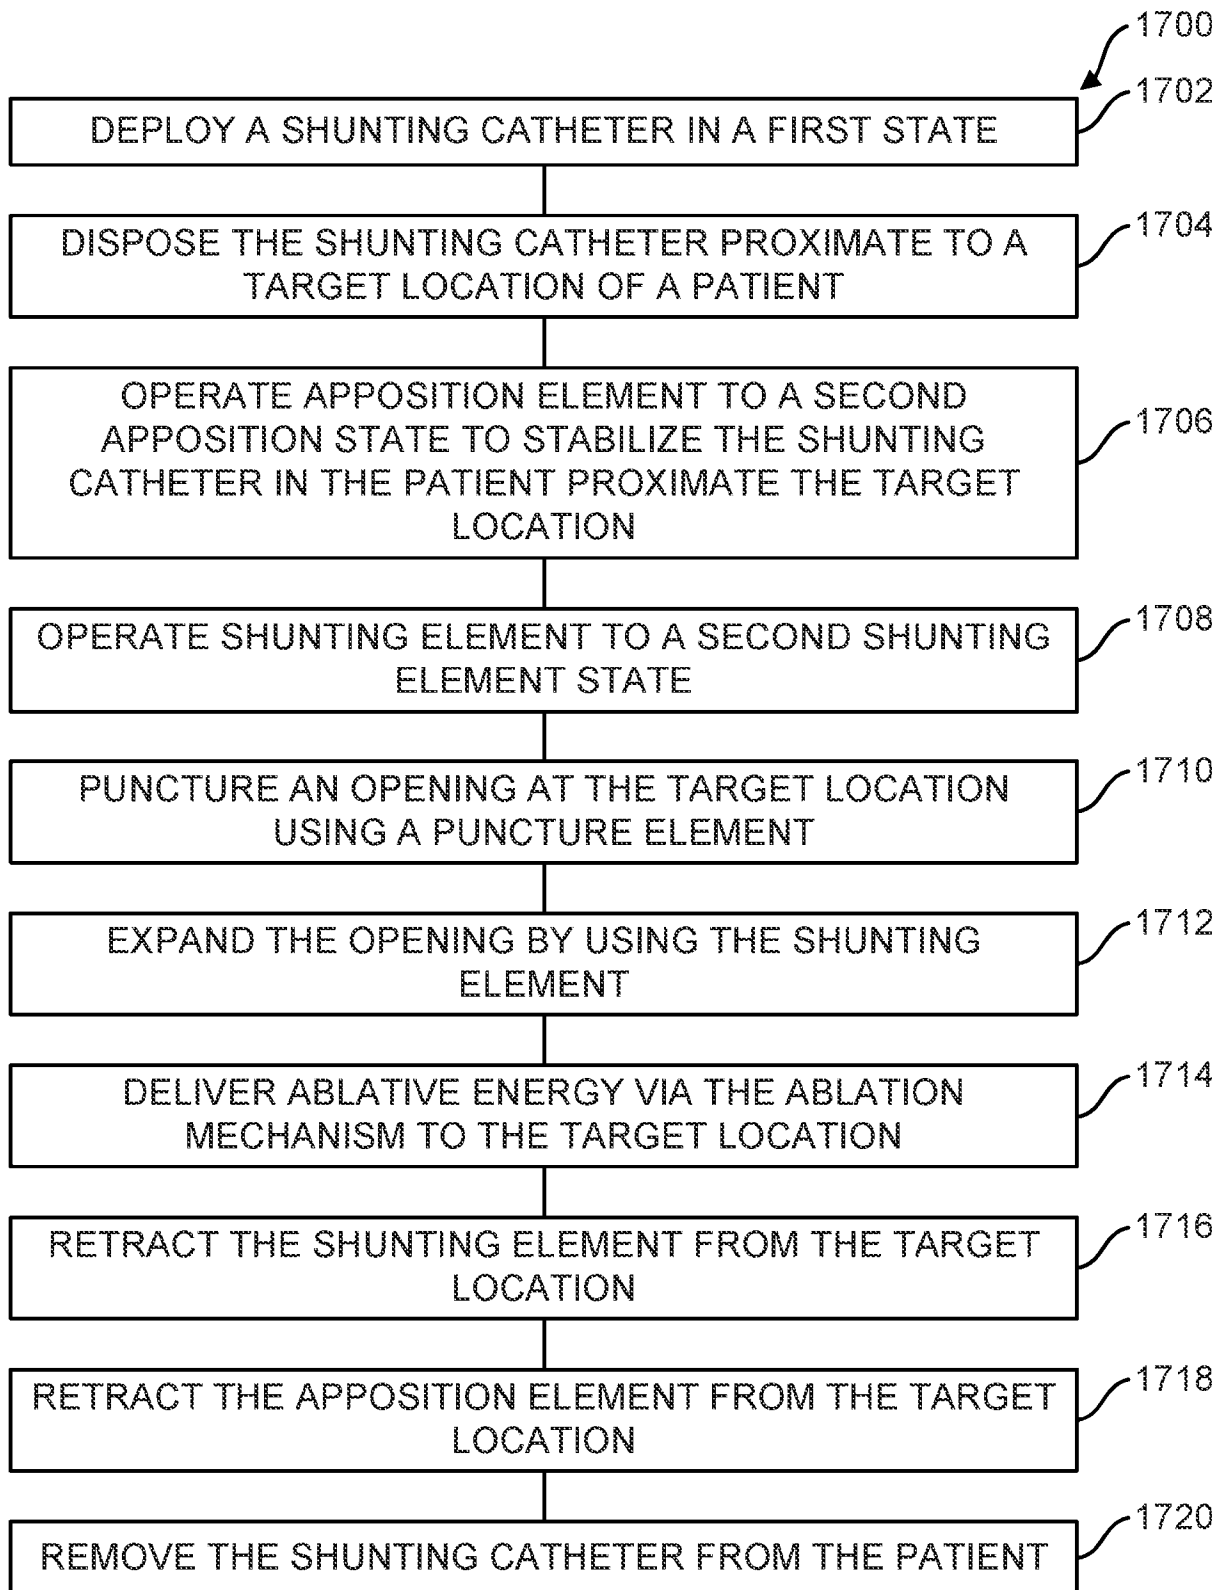 1700
1702
DEPLOY A SHUNTING CATHETER IN A FIRST STATE
1704
DISPOSE THE SHUNTING CATHETER PROXIMATE TO A
TARGET LOCATION OF A PATIENT
1706
OPERATE APPOSITION ELEMENT TO A SECOND
APPOSITION STATE TO STABILIZE THE SHUNTING
CATHETER IN THE PATIENT PROXIMATE THE TARGET
LOCATION
1708
OPERATE SHUNTING ELEMENT TO A SECOND SHUNTING
ELEMENT STATE
1710
PUNCTURE AN OPENING AT THE TARGET LOCATION
USING A PUNCTURE ELEMENT
1712
EXPAND THE OPENING BY USING THE SHUNTING
ELEMENT
1714
DELIVER ABLATIVE ENERGY VIA THE ABLATION
MECHANISM TO THE TARGET LOCATION
1716
RETRACT THE SHUNTING ELEMENT FROM THE TARGET
LOCATION
1718
RETRACT THE APPOSITION ELEMENT FROM THE TARGET
LOCATION
1720
REMOVE THE SHUNTING CATHETER FROM THE PATIENT